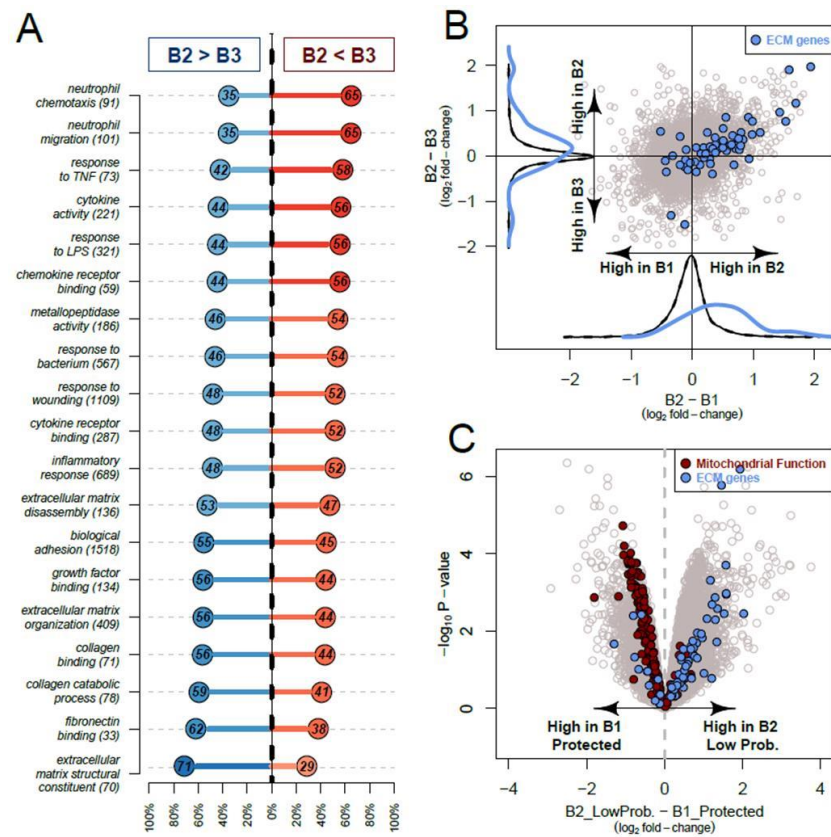 A
B2 > B3
B2 < B3
neutrophil
chemotaxis (91)
35
65
neutrophil
migration (101)
35
65
response
to TNF (73)
42
58
cytokine
activity (221)
44
56
response
to LPS (321)
44
56
chemokine receptor
binding (59)
44
56
metallopeptidase
activity (186)
46
54
response to
bacterium (567)
46
54
response to
wounding (1109)
48
52
cytokine receptor
binding (287)
48
52
inflammatory
response (689)
48
52
extracellular matrix
disassembly (136)
53
47
biological
adhesion (1518)
55
45
growth factor
binding (134)
56
44
extracellular matrix
organization (409)
56
44
collagen
binding (71)
56
44
collagen catabolic
process (78)
59
41
fibronectin
binding (33)
62
38
extracellular
matrix structural
constituent (70)
71
29
100%
80%
60%
40%
20%
0%
20%
40%
60%
80%
100%
B
ECM genes
B2 − B3
(log2 fold−change)
2
1
0
−1
−2
High in B2
High in B3
High in B1
High in B2
−2
−1
0
1
2
B2 − B1
(log2 fold−change)
C
Mitochondrial Function
ECM genes
−log10 P−value
6
4
2
0
High in B1
Protected
High in B2
Low Prob.
−4
−2
0
2
4
B2_LowProb. − B1_Protected
(log2 fold−change)